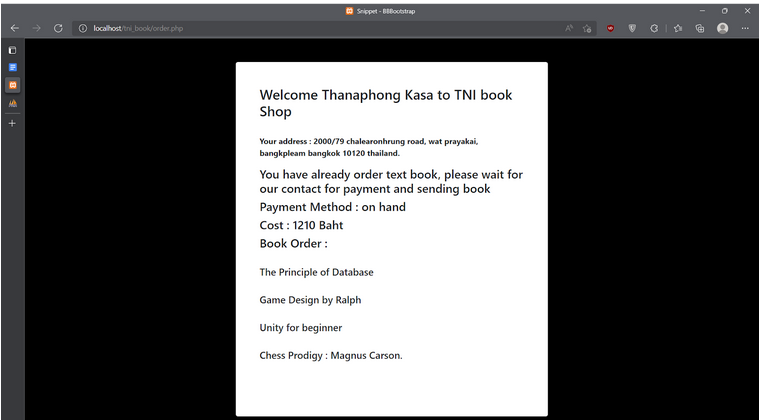 Snippet - BBBootstrap
localhost/tni_book/order.php
Welcome Thanaphong Kasa to TNI book
Shop
Your address : 2000/79 chalearonhrung road, wat prayakai,
bangkpleam bangkok 10120 thailand.
You have already order text book, please wait for
our contact for payment and sending book
Payment Method : on hand
Cost : 1210 Baht
Book Order :
The Principle of Database
Game Design by Ralph
Unity for beginner
Chess Prodigy : Magnus Carson.